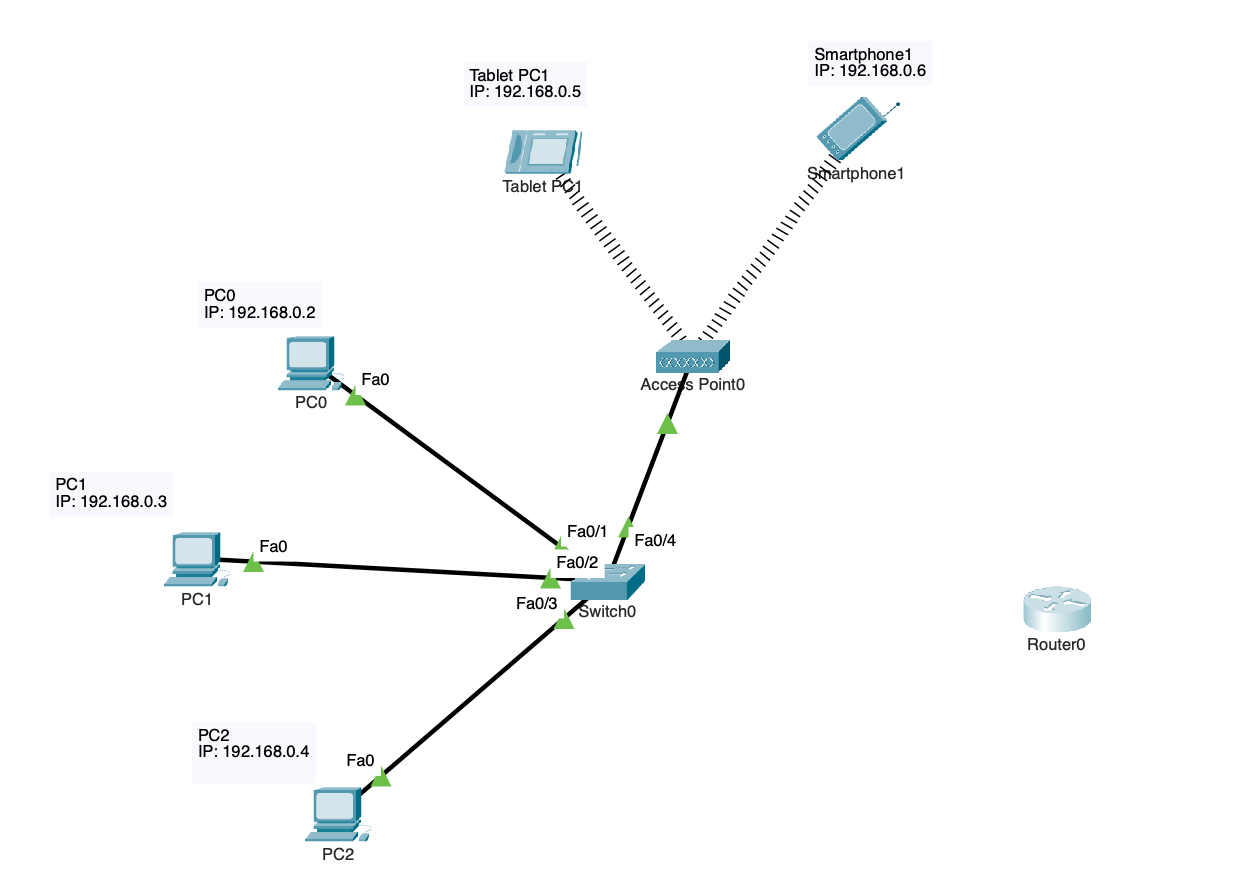 Smartphone1
IP: 192.168.0.6
Tablet PC1
IP: 192.168.0.5
Smartphone1
Tablet PC1
PC0
IP: 192.168.0.2
Fa0
Access Point0
PC0
PC1
IP: 192.168.0.3
Fa0/1
Fa0/4
Fa0
Fa0/2
PC1
Fa0/3
Switch0
Router0
PC2
IP: 192.168.0.4
Fa0
PC2